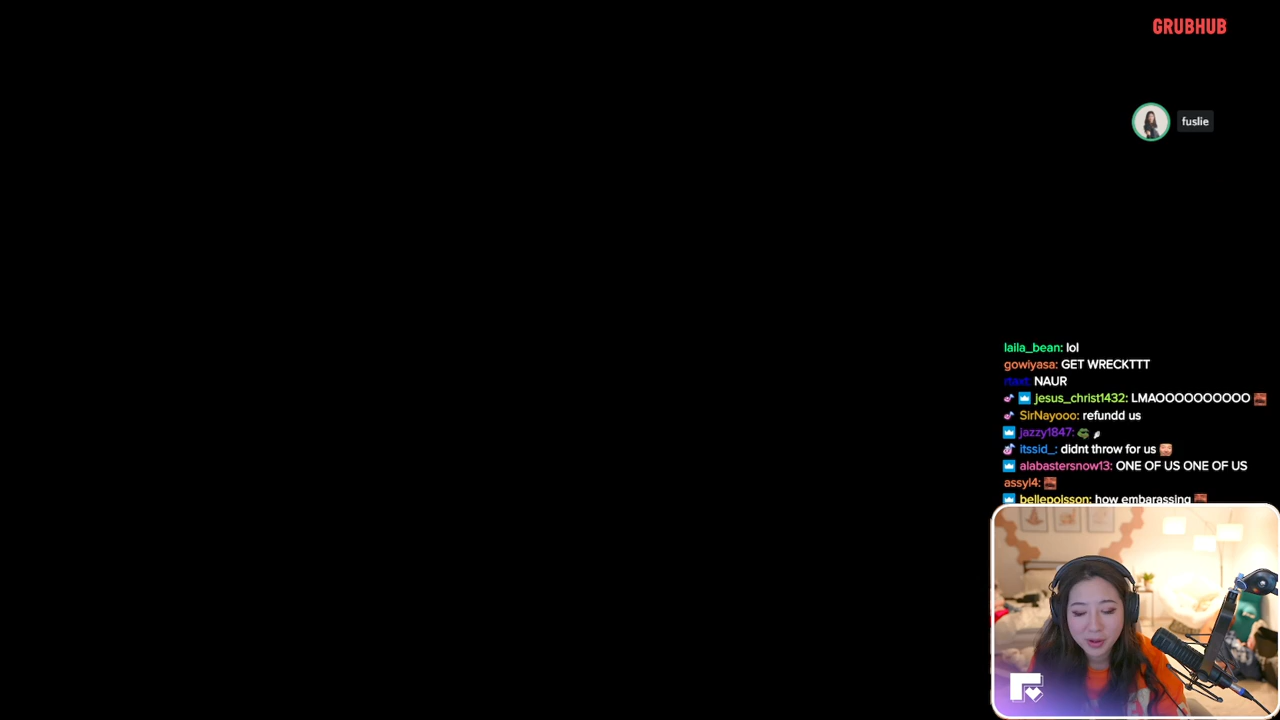 GRUBHUB
fuslie
laila_bean: lol
gowiyasa: GET WRECKTTT
rtaxt: NAUR
jesus_christ1432: LMAOOOOOOOOOO
SirNayooo: refundd us
jazzy1847:
itssid_: didnt throw for us
alabastersnow13: ONE OF US ONE OF US
assyl4:
bellepoisson: how embarassing